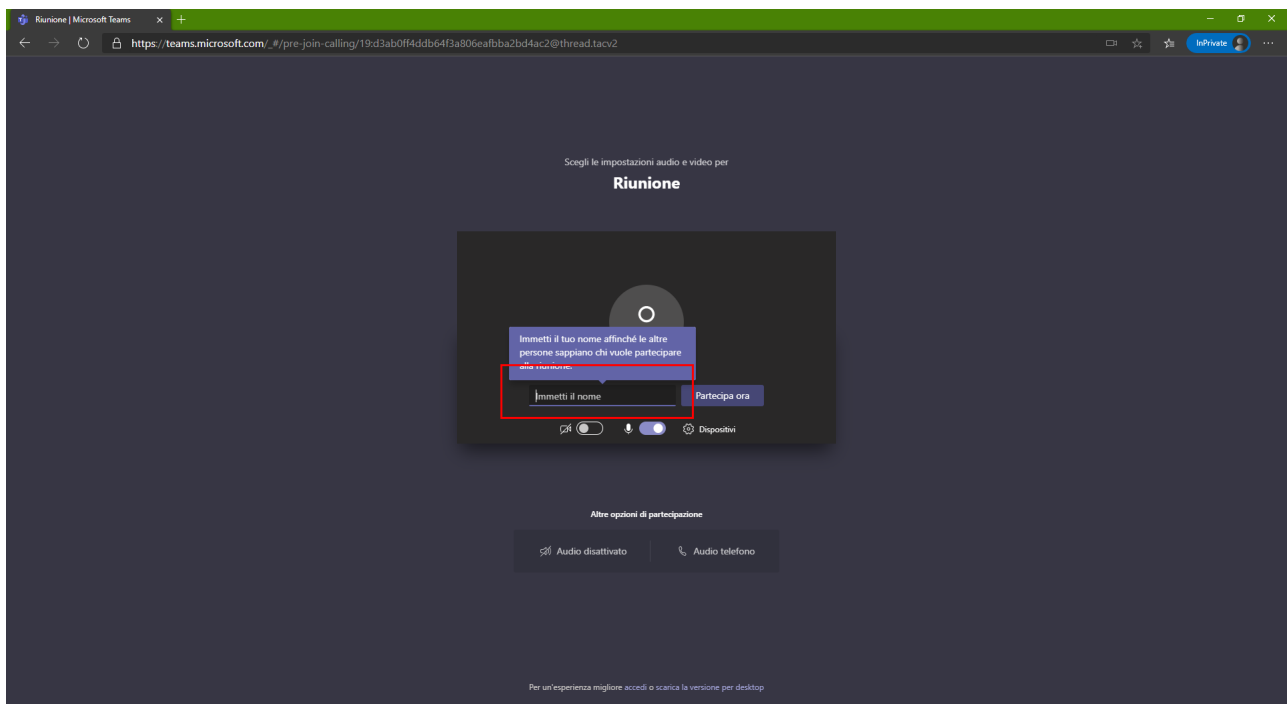 Riunione | Microsoft Teams
https://teams.microsoft.com/_#/pre-join-calling/19:d3ab0ff4ddb64f3a806eafbba2bd4ac2@thread.tacv2
InPrivate
Scegli le impostazioni audio e video per
Riunione
O
Immetti il tuo nome affinché le altre
persone sappiano chi vuole partecipare
alla riunione.
Immetti il nome
Partecipa ora
Dispositivi
Altre opzioni di partecipazione
Audio disattivato
Audio telefono
Per un'esperienza migliore accedi o scarica la versione per desktop